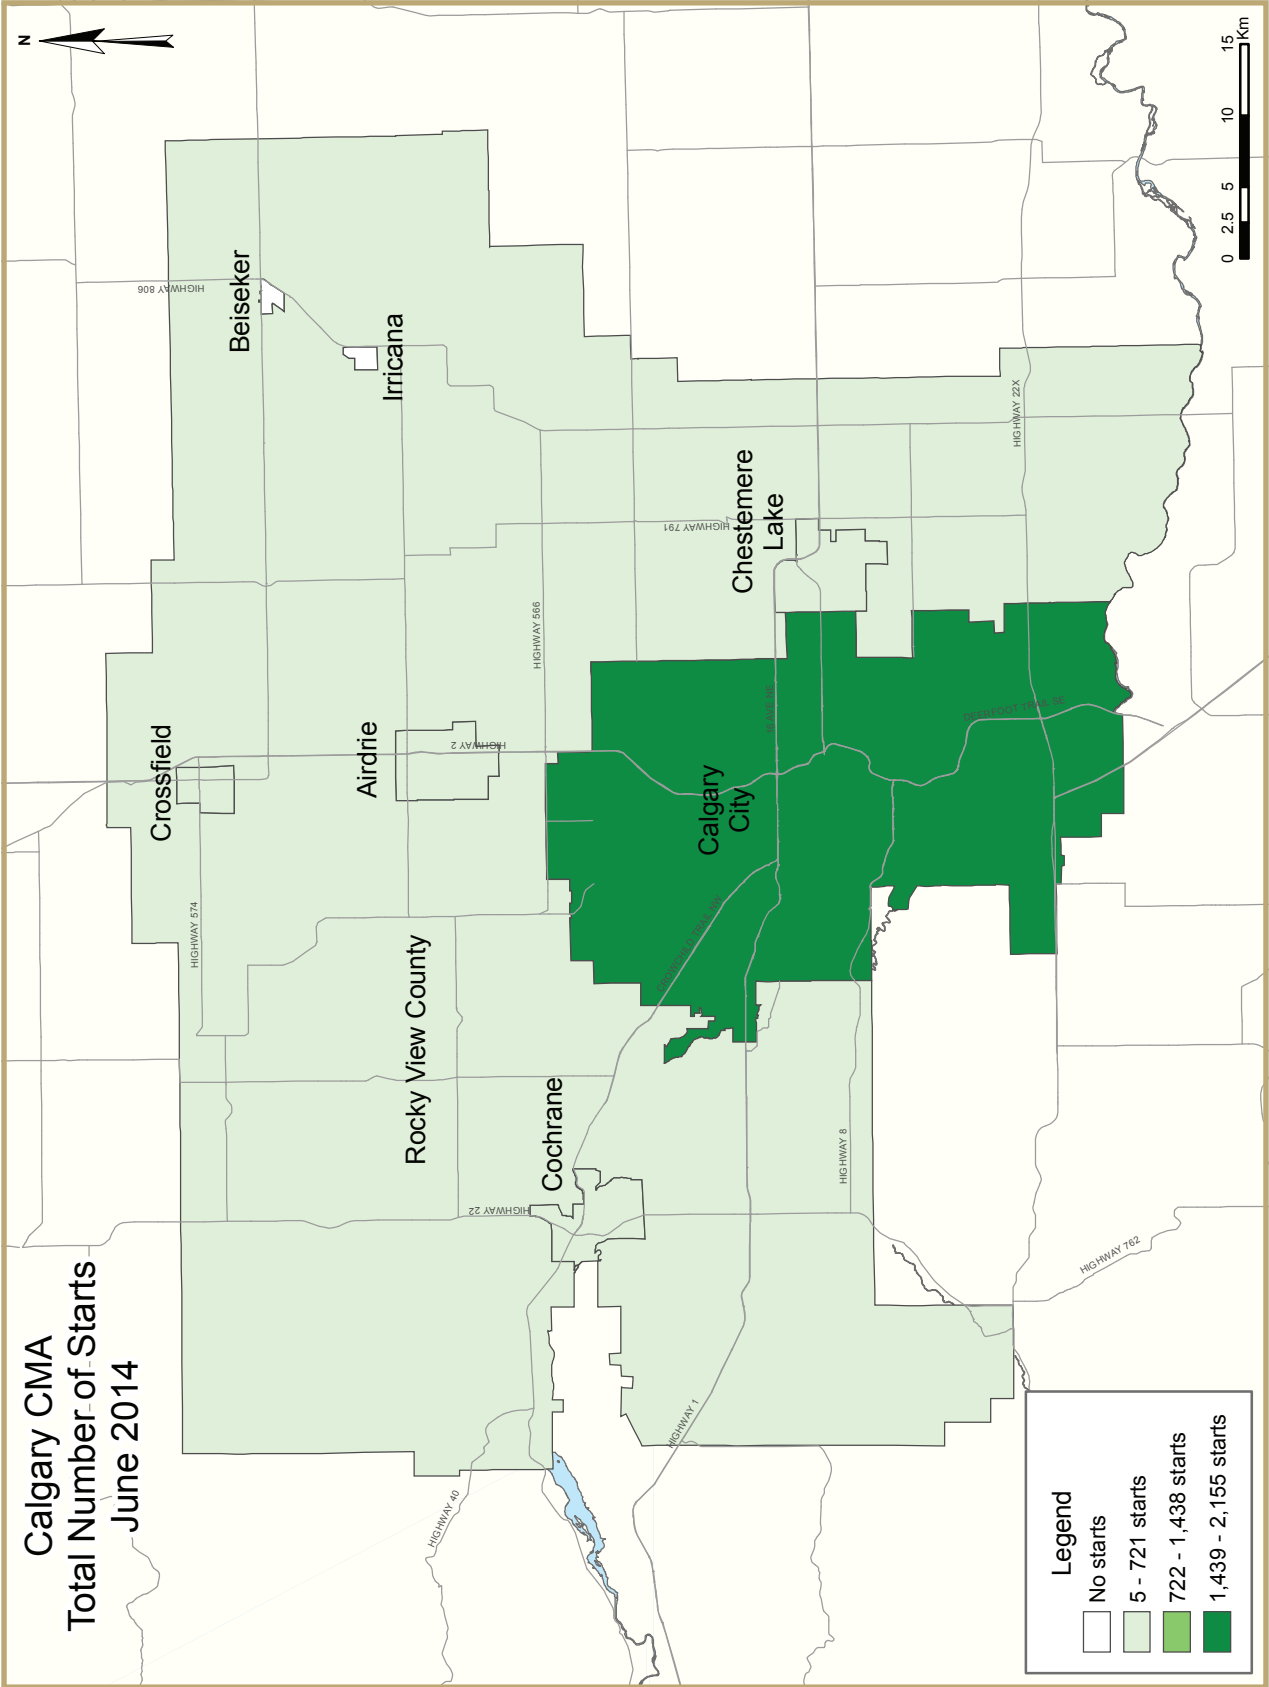 Calgary CMA
Total Number of Starts
June 2014
N
HIGHWAY 806
Beiseker
Irricana
Crossfield
HIGHWAY 574
Airdrie
HIGHWAY 2
HIGHWAY 566
Rocky View County
HIGHWAY 791
Chestemere
Lake
Cochrane
HIGHWAY 22
Calgary
City
DEERFOOT TRAIL SE
HIGHWAY 22X
HIGHWAY 40
HIGHWAY 1
HIGHWAY 8
HIGHWAY 762
Legend
No starts
5 - 721 starts
722 - 1,438 starts
1,439 - 2,155 starts
0 2.5 5 10 15
Km